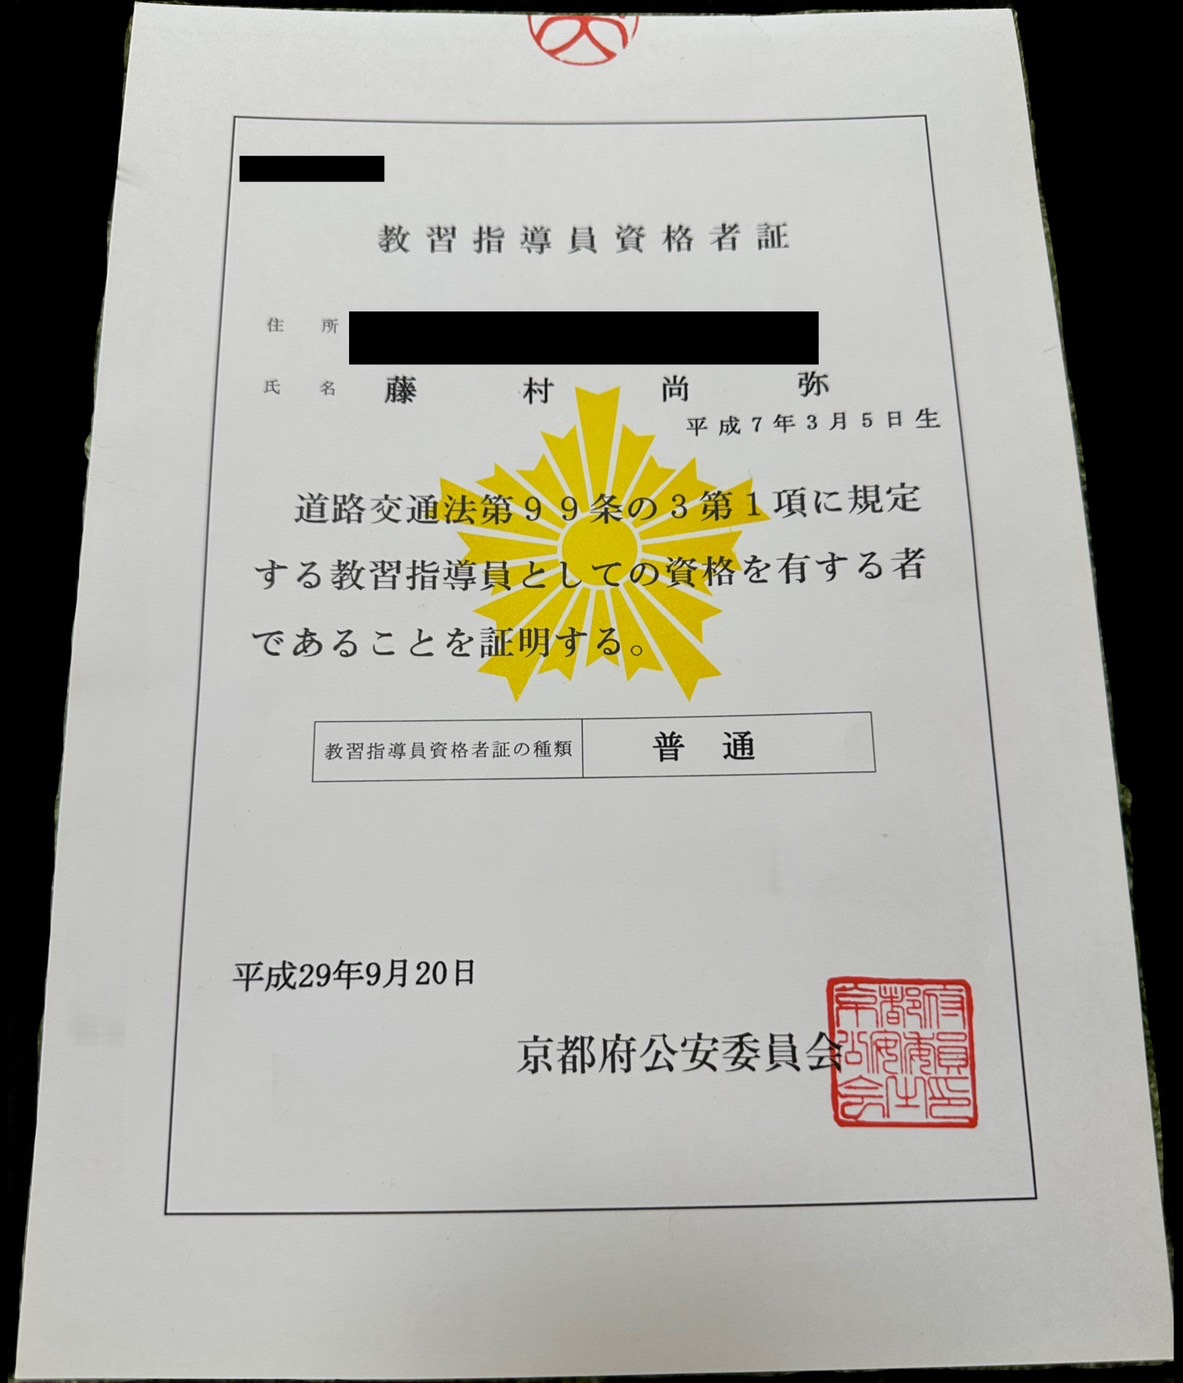 教習指導員資格者証
住所
氏名 藤村尚弥
平成7年3月5日生
道路交通法第99条の3第1項に規定
する教習指導員としての資格を有する者
であることを証明する。
教習指導員資格者証の種類 普通
平成29年9月20日
京都府公安委員会
京都府公安委員会之印